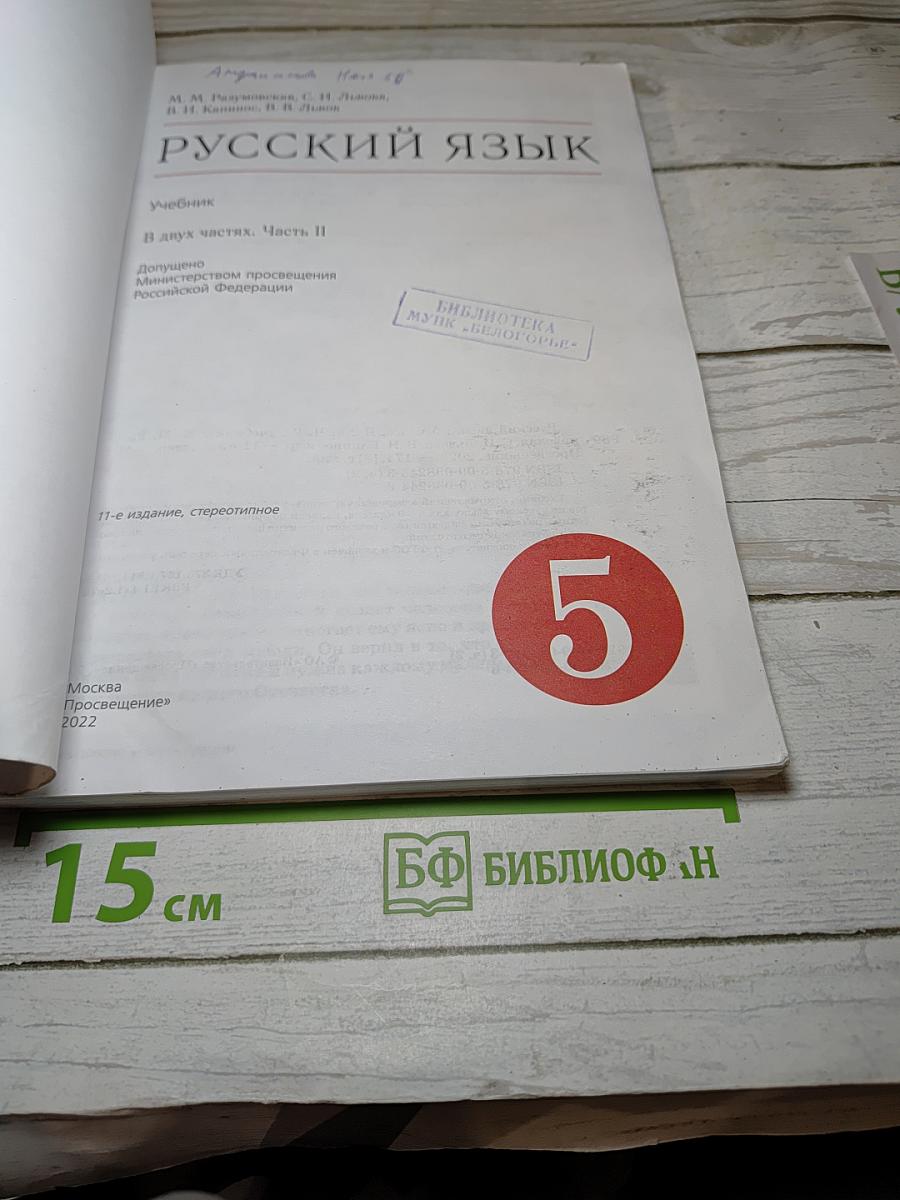 М. М. Разумовская, С. И. Львова,
В. И. Капинос, В. В. Львов
РУССКИЙ ЯЗЫК
Учебник
В двух частях. Часть II
Допущено
Министерством просвещения
Российской Федерации
БИБЛИОТЕКА
МУПК „БЕЛОГОРЬЕ“
11-е издание, стереотипное
5
Москва
Просвещение»
2022
15 см
БФ БИБЛИОФ